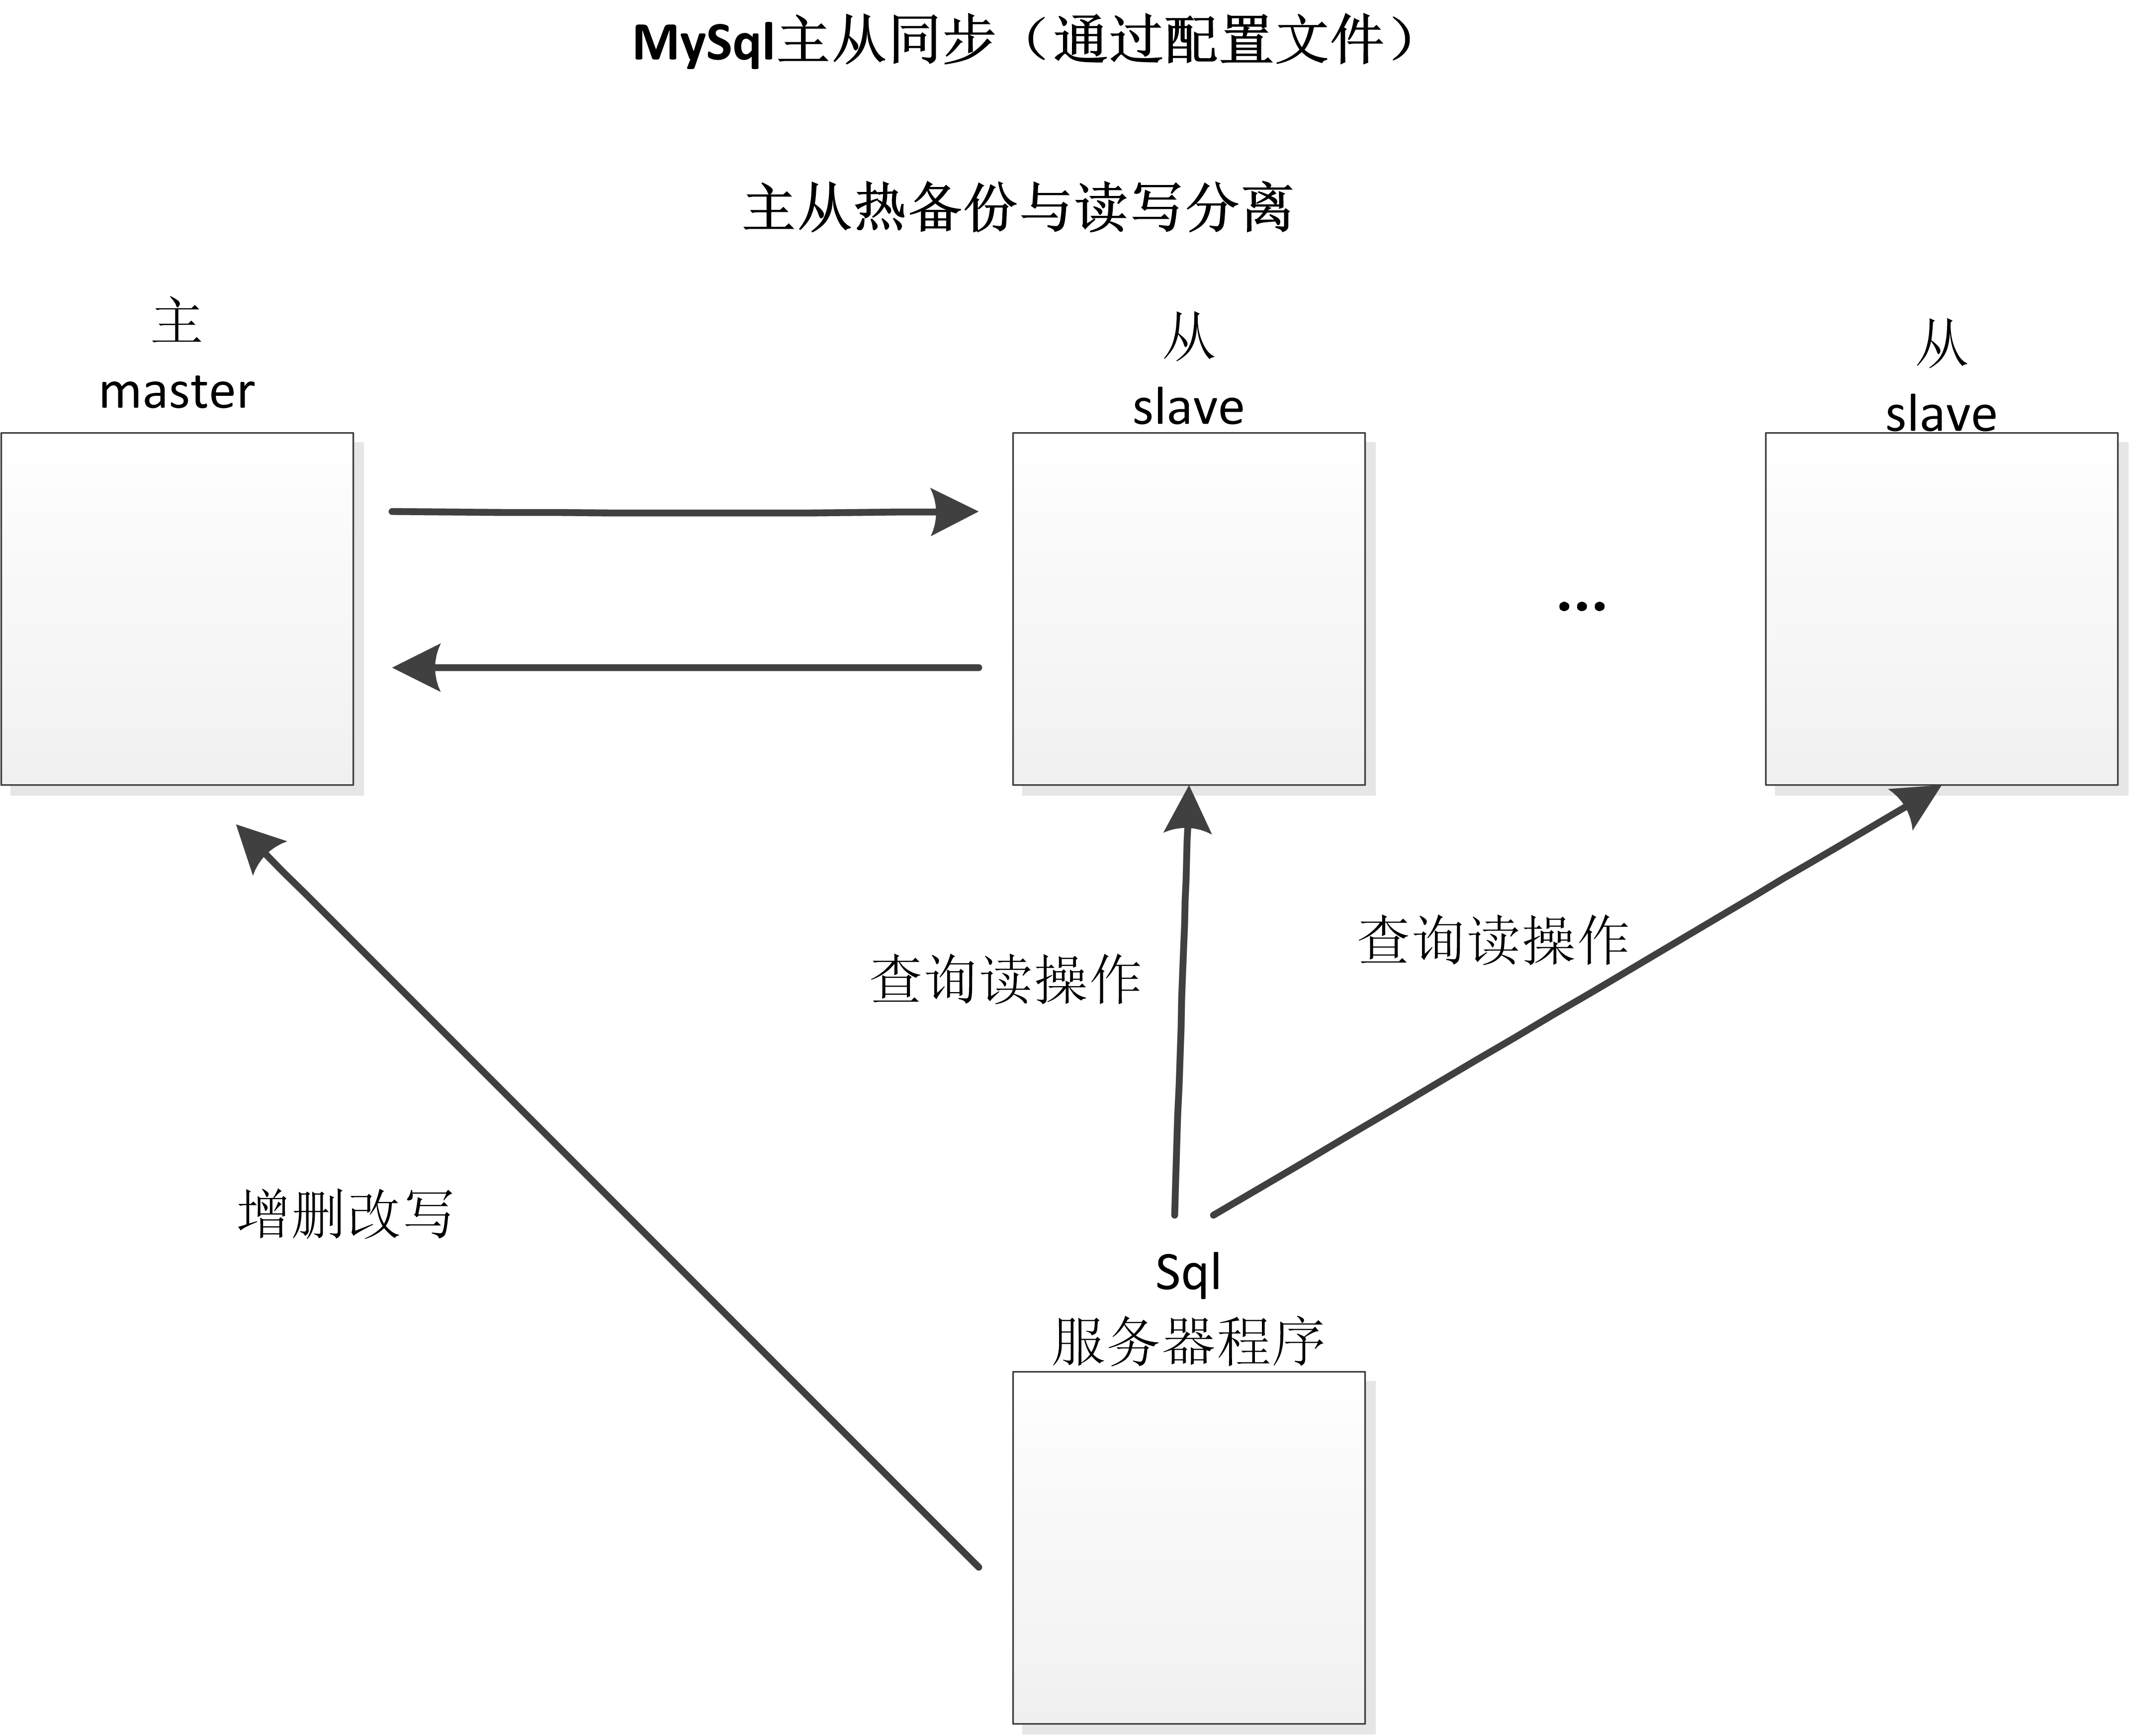 MySql主从同步（通过配置文件）
主从热备份与读写分离
主
master
从
slave
从
slave
...
查询读操作
查询读操作
增删改写
Sql
服务器程序